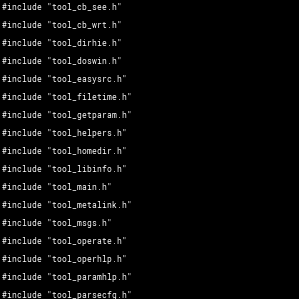 #include "tool_cb_see.h"
#include "tool_cb_wrt.h"
#include "tool_dirhie.h"
#include "tool_doswin.h"
#include "tool_easysrc.h"
#include "tool_filetime.h"
#include "tool_getparam.h"
#include "tool_helpers.h"
#include "tool_homedir.h"
#include "tool_libinfo.h"
#include "tool_main.h"
#include "tool_metalink.h"
#include "tool_msgs.h"
#include "tool_operate.h"
#include "tool_operhlp.h"
#include "tool_paramhlp.h"
#include "tool_parsecfg.h"